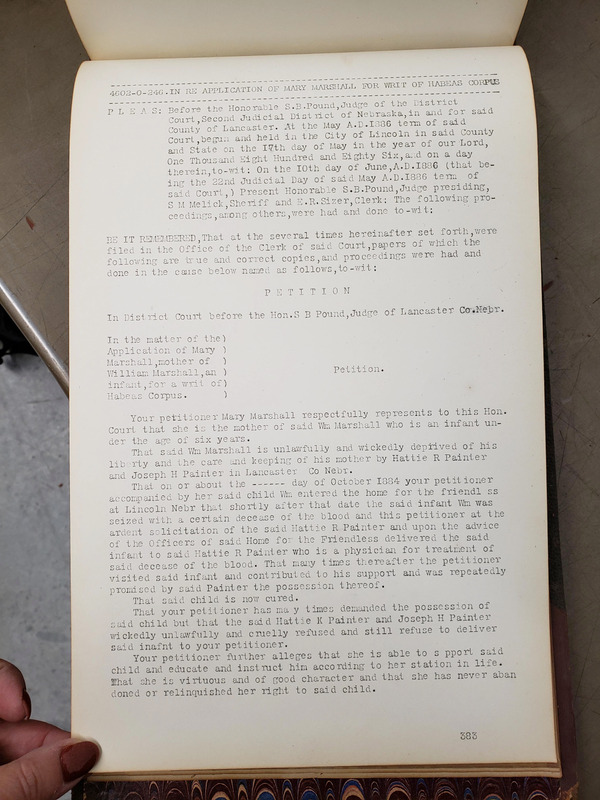 4602-O-246.IN RE APPLICATION OF MARY MARSHALL FOR WRIT OF HABEAS CORPUS
P L E A S: Before the Honorable S.B.Pound,Judge of the District
Court,Second Judicial District of Nebraska,in and for said
County of Lancaster. At the May A.D.I886 term of said
Court,begun and held in the City of Lincoln in said County
and State on the I7th day of May in the year of our Lord,
One Thousand Eight Hundred and Eighty Six,and on a day
therein,to-wit: On the I0th day of June,A.D.I886 (that be-
ing the 22nd Judicial Day of said May A.D.I886 term of
said Court,) Present Honorable S.B.Pound,Judge presiding,
S M Melick,Sheriff and E.R.Sizer,Clerk: The following pro-
ceedings,among others,were had and done to-wit:
BE IT REMEMBERED,That at the several times hereinafter set forth,were
filed in the Office of the Clerk of said Court,papers of which the
following are true and correct copies,and proceedings were had and
done in the cause below named as follows,to-wit:
P E T I T I O N
In District Court before the Hon.S B Pound,Judge of Lancaster Co.Nebr.
In the matter of the)
Application of Mary )
Marshall,mother of )
William Marshall,an ) Petition.
infant,for a writ of)
Habeas Corpus. )
Your petitioner Mary Marshall respectfully represents to this Hon.
Court that she is the mother of said Wm Marshall who is an infant un-
der the age of six years.
That said Wm Marshall is unlawfully and wickedly deprived of his
liberty and the care and keeping of his mother by Hattie R Painter
and Joseph H Painter in Lancaster Co Nebr.
That on or about the ------ day of October I884 your petitioner
accompanied by her said child Wm entered the home for the friendl ss
at Lincoln Nebr that shortly after that date the said infant Wm was
seized with a certain decease of the blood and this petitioner at the
ardent solicitation of the said Hattie R Painter and upon the advice
of the Officers of said Home for the Friendless delivered the said
infant to said Hattie R Painter who is a physician for treatment of
said decease of the blood. That many times thereafter the petitioner
visited said infant and contributed to his support and was repeatedly
promised by said Painter the possession thereof.
That said child is now cured.
That your petitioner has ma y times demanded the possession of
said child but that the said Hattie K Painter and Joseph H Painter
wickedly unlawfully and cruelly refused and still refuse to deliver
said inafnt to your petitioner.
Your petitioner further alleges that she is able to s pport said
child and educate and instruct him according to her station in life.
That she is virtuous and of good character and that she has never aban
doned or relinquished her right to said child.
383